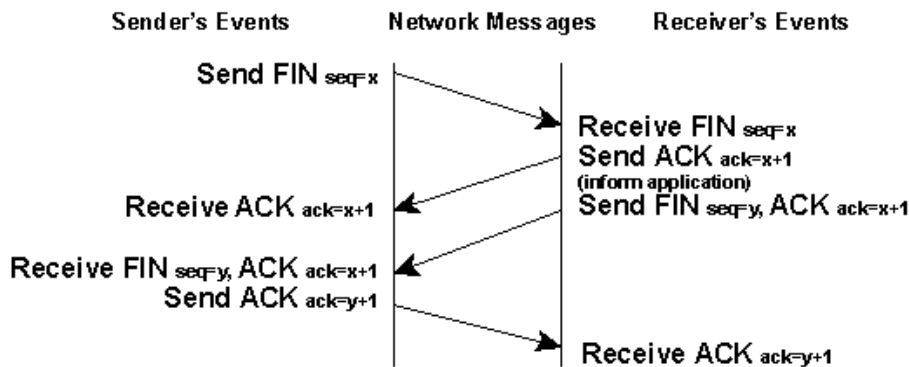 Sender's Events Network Messages Receiver's Events
Send FIN seq=x
Receive FIN seq=x
Send ACK ack=x+1
(inform application)
Receive ACK ack=x+1
Send FIN seq=y, ACK ack=x+1
Receive FIN seq=y, ACK ack=x+1
Send ACK ack=y+1
Receive ACK ack=y+1